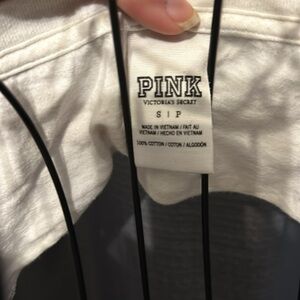 PINK
VICTORIA'S SECRET
S | P
MADE IN VIETNAM / FAIT AU
VIETNAM / HECHO EN VIETNAM
100% COTTON / COTON / ALGODÓN